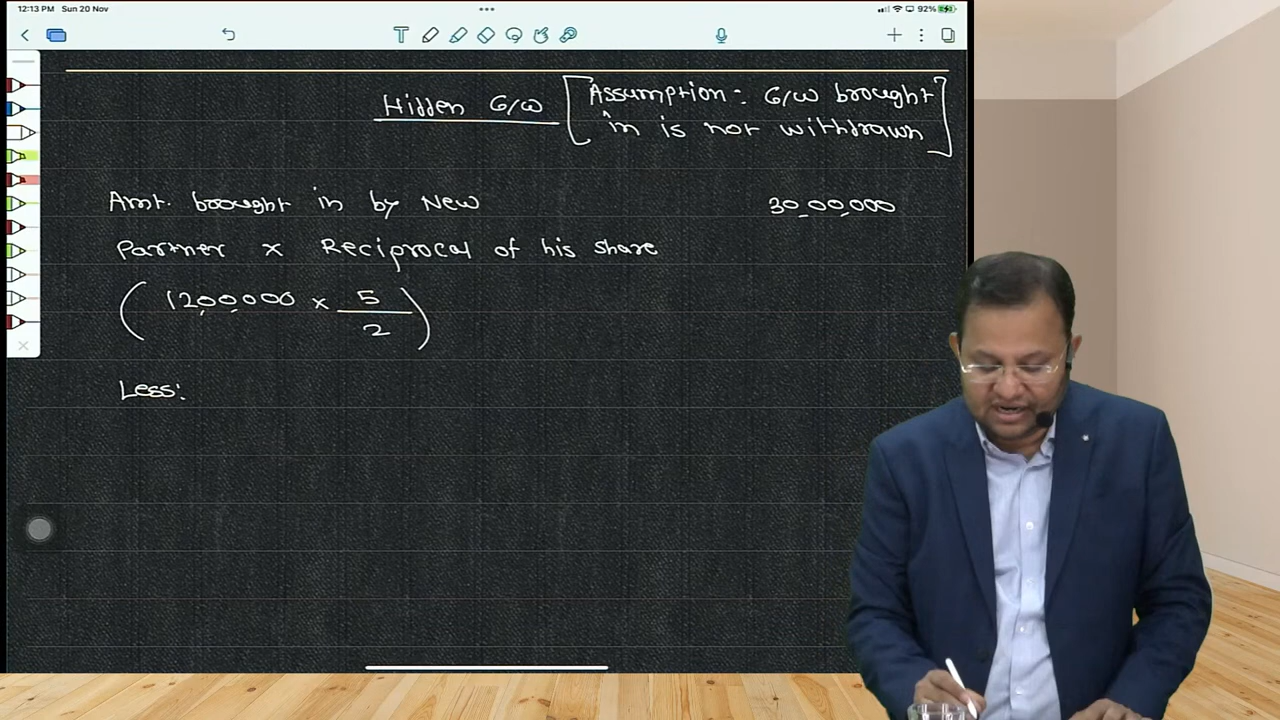 12:13 PM Sun 20 Nov
92%
Hidden G/W [Assumption: G/W brought
in is not withdrawn]
Amt. brought in by New 30,00,000
Partner x Reciprocal of his share
(12,00,000 x 5/2)
Less: